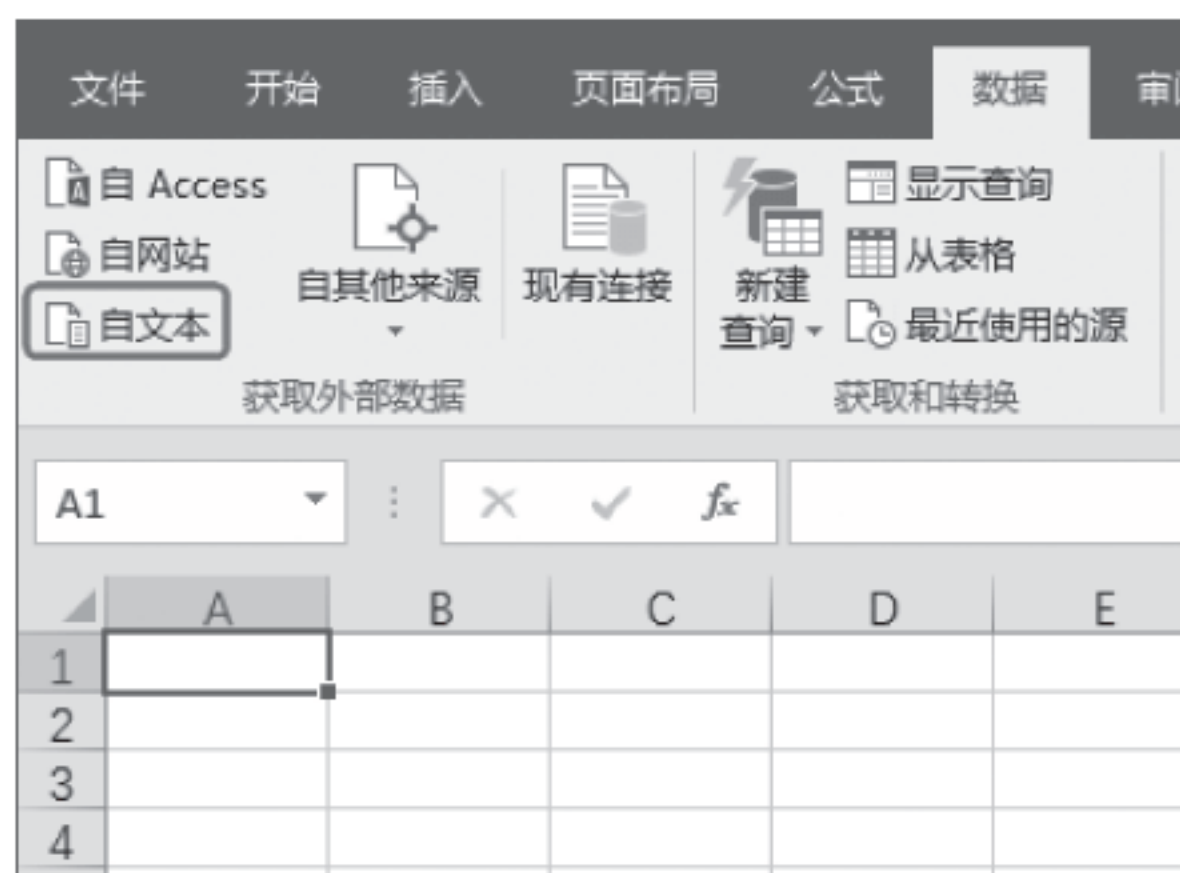 文件 开始 插入 页面布局 公式 数据 审
自 Access
自网站
自文本
自其他来源
现有连接
获取外部数据
新建
查询
显示查询
从表格
最近使用的源
获取和转换
A1 fx
A B C D E
1
2
3
4